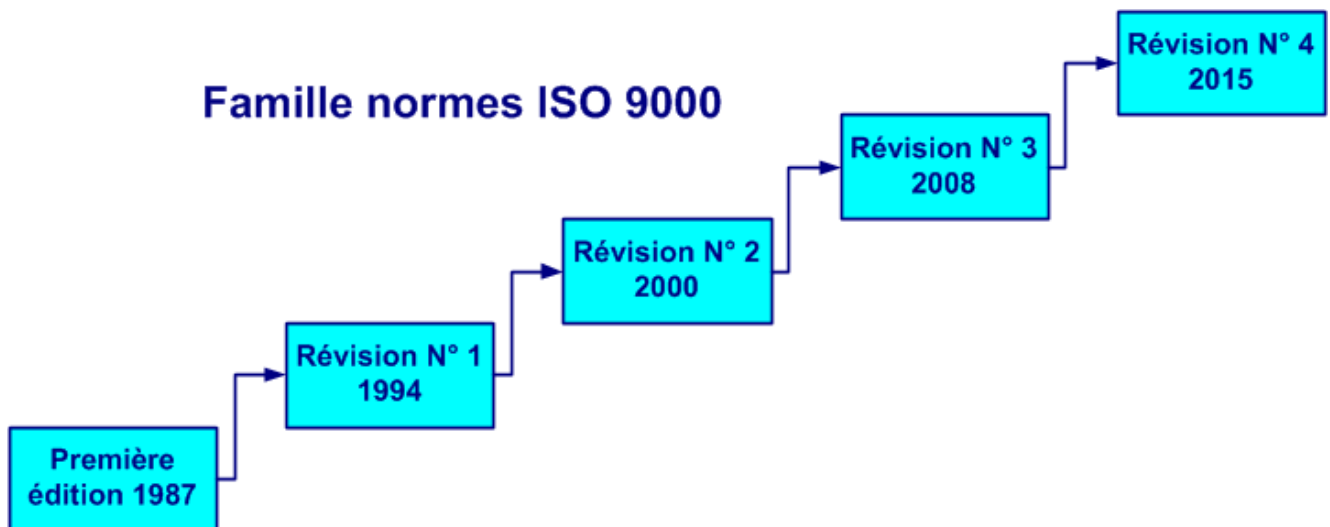 Famille normes ISO 9000
Première
édition 1987
Révision N° 1
1994
Révision N° 2
2000
Révision N° 3
2008
Révision N° 4
2015